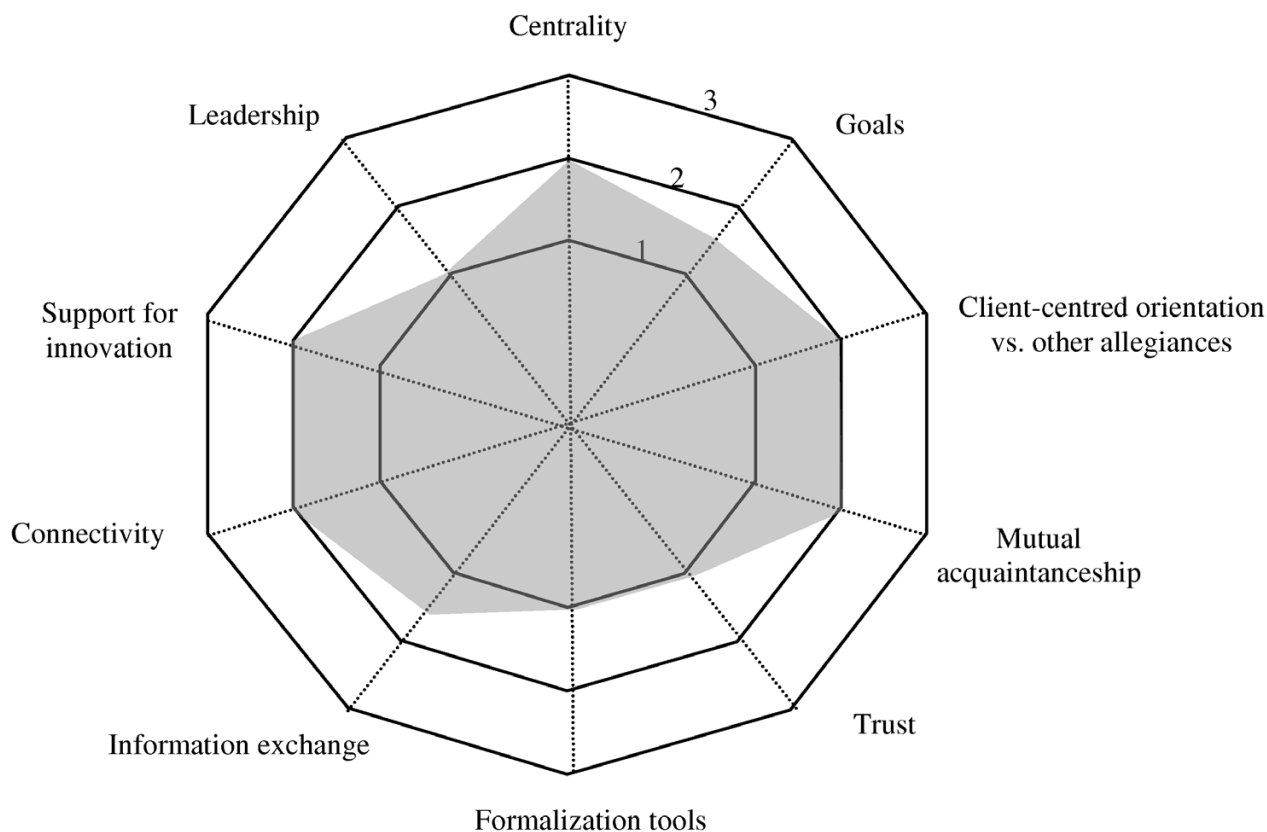 Centrality
3
Leadership
Goals
2
1
Support for
innovation
Client-centred orientation
vs. other allegiances
Connectivity
Mutual
acquaintanceship
Trust
Information exchange
Formalization tools